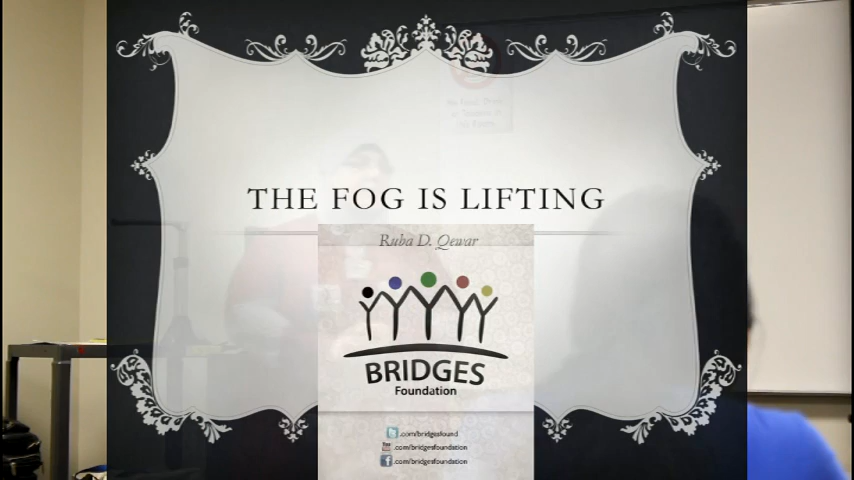 THE FOG IS LIFTING
Ruba D. Qewar
BRIDGES
Foundation
.com/bridgesfound
.com/bridgesfoundation
.com/bridgesfoundation